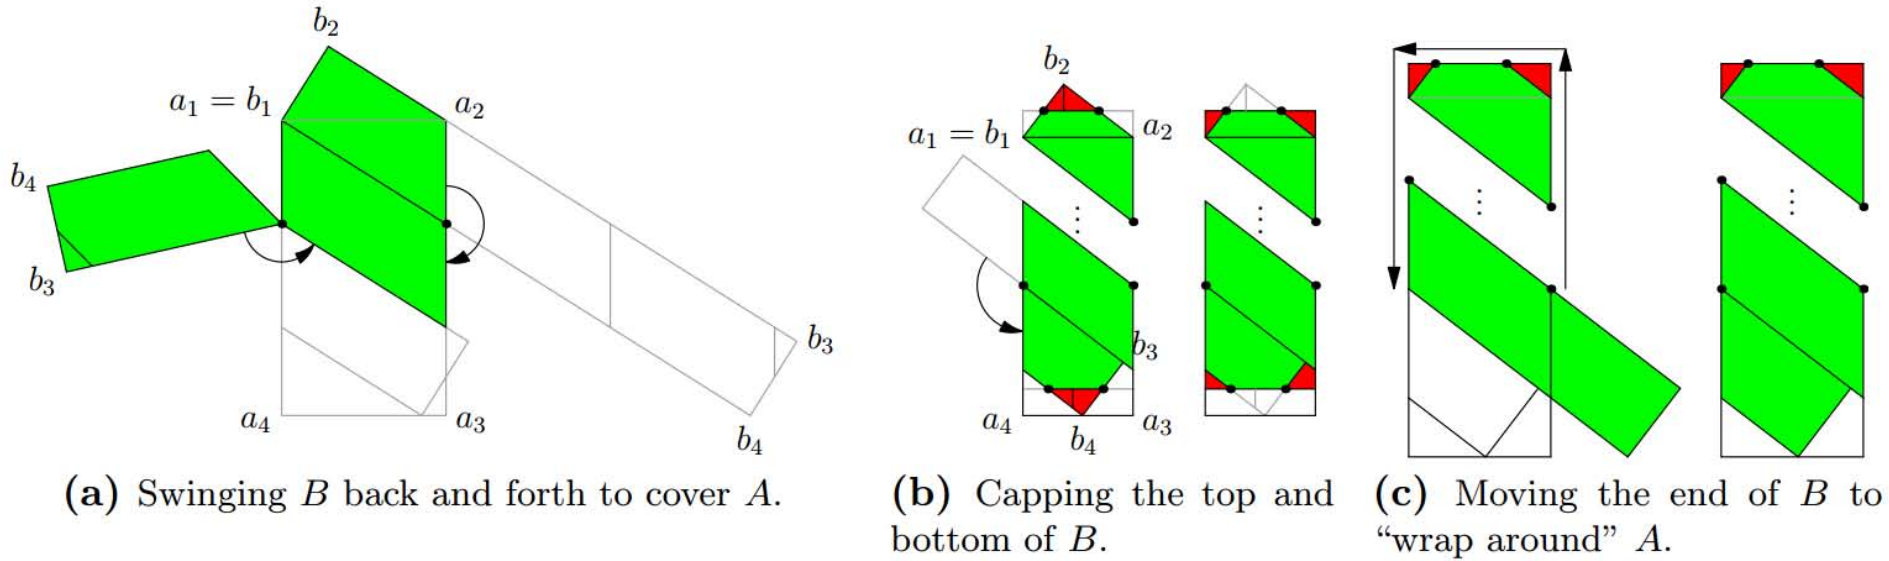 b₂
a₁ = b₁
a₂
b₄
b₃
b₃
a₄
a₃
b₄
(a) Swinging B back and forth to cover A.
b₂
a₁ = b₁
a₂
⋮
⋮
b₃
a₄
a₃
b₄
(b) Capping the top and
bottom of B.
⋮
⋮
(c) Moving the end of B to
“wrap around” A.